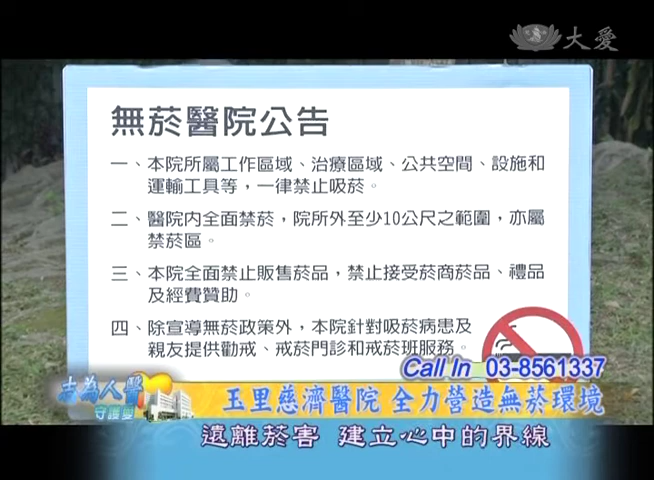 大愛
無菸醫院公告
一、本院所屬工作區域、治療區域、公共空間、設施和
運輸工具等，一律禁止吸菸。
二、醫院內全面禁菸，院所外至少10公尺之範圍，亦屬
禁菸區。
三、本院全面禁止販售菸品，禁止接受菸商菸品、禮品
及經費贊助。
四、除宣導無菸政策外，本院針對吸菸病患及
親友提供勸戒、戒菸門診和戒菸班服務。
Call In 03-8561337
志為人醫
守護愛
玉里慈濟醫院 全力營造無菸環境
遠離菸害 建立心中的界線